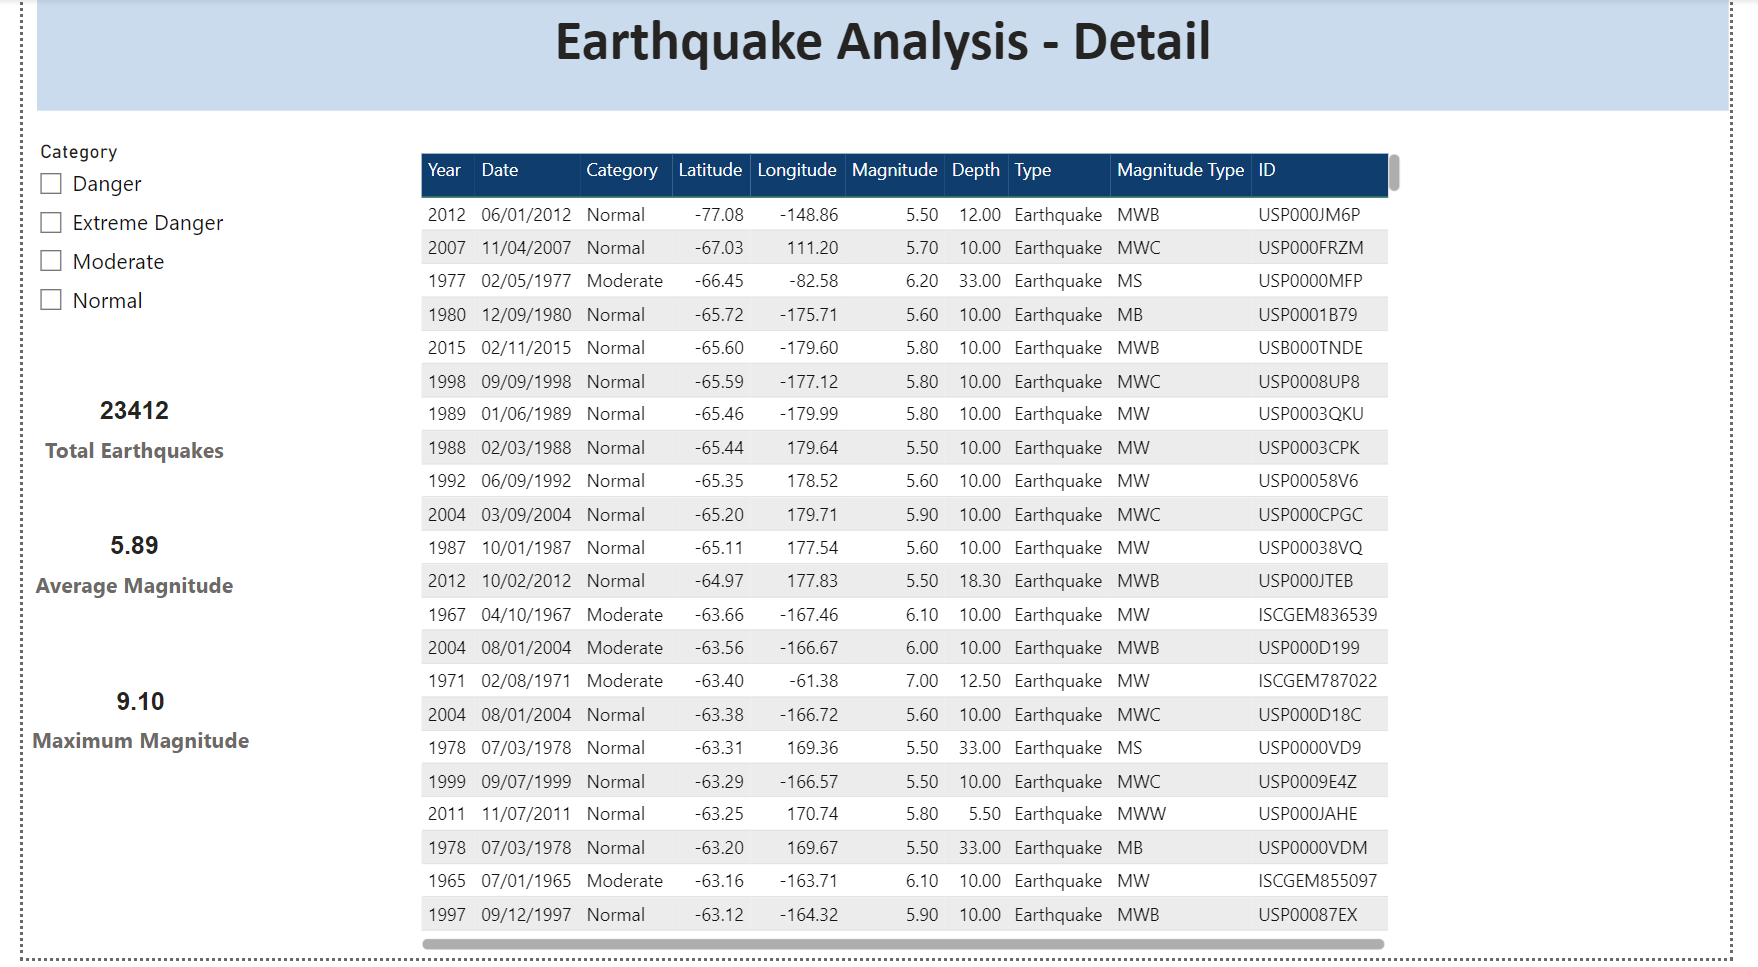 Earthquake Analysis - Detail
Category
Danger
Extreme Danger
Moderate
Normal
23412
Total Earthquakes
5.89
Average Magnitude
9.10
Maximum Magnitude
Year Date Category Latitude Longitude Magnitude Depth Type Magnitude Type ID
2012 06/01/2012 Normal -77.08 -148.86 5.50 12.00 Earthquake MWB USP000JM6P
2007 11/04/2007 Normal -67.03 111.20 5.70 10.00 Earthquake MWC USP000FRZM
1977 02/05/1977 Moderate -66.45 -82.58 6.20 33.00 Earthquake MS USP0000MFP
1980 12/09/1980 Normal -65.72 -175.71 5.60 10.00 Earthquake MB USP0001B79
2015 02/11/2015 Normal -65.60 -179.60 5.80 10.00 Earthquake MWB USB000TNDE
1998 09/09/1998 Normal -65.59 -177.12 5.80 10.00 Earthquake MWC USP0008UP8
1989 01/06/1989 Normal -65.46 -179.99 5.80 10.00 Earthquake MW USP0003QKU
1988 02/03/1988 Normal -65.44 179.64 5.50 10.00 Earthquake MW USP0003CPK
1992 06/09/1992 Normal -65.35 178.52 5.60 10.00 Earthquake MW USP00058V6
2004 03/09/2004 Normal -65.20 179.71 5.90 10.00 Earthquake MWC USP000CPGC
1987 10/01/1987 Normal -65.11 177.54 5.60 10.00 Earthquake MW USP00038VQ
2012 10/02/2012 Normal -64.97 177.83 5.50 18.30 Earthquake MWB USP000JTEB
1967 04/10/1967 Moderate -63.66 -167.46 6.10 10.00 Earthquake MW ISCGEM836539
2004 08/01/2004 Moderate -63.56 -166.67 6.00 10.00 Earthquake MWB USP000D199
1971 02/08/1971 Moderate -63.40 -61.38 7.00 12.50 Earthquake MW ISCGEM787022
2004 08/01/2004 Normal -63.38 -166.72 5.60 10.00 Earthquake MWC USP000D18C
1978 07/03/1978 Normal -63.31 169.36 5.50 33.00 Earthquake MS USP0000VD9
1999 09/07/1999 Normal -63.29 -166.57 5.50 10.00 Earthquake MWC USP0009E4Z
2011 11/07/2011 Normal -63.25 170.74 5.80 5.50 Earthquake MWW USP000JAHE
1978 07/03/1978 Normal -63.20 169.67 5.50 33.00 Earthquake MB USP0000VDM
1965 07/01/1965 Moderate -63.16 -163.71 6.10 10.00 Earthquake MW ISCGEM855097
1997 09/12/1997 Normal -63.12 -164.32 5.90 10.00 Earthquake MWB USP00087EX